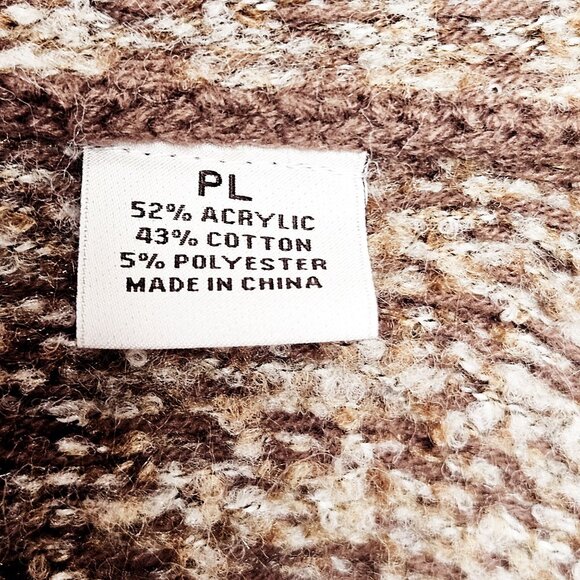 PL
52% ACRYLIC
43% COTTON
5% POLYESTER
MADE IN CHINA